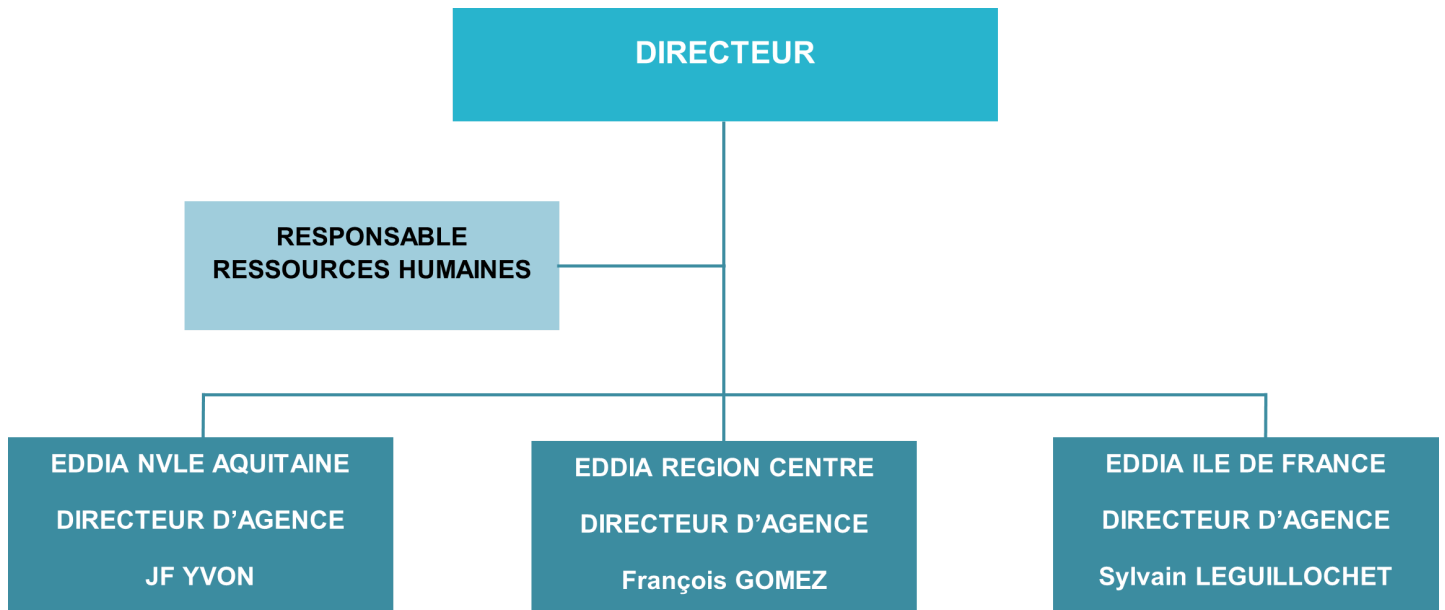 DIRECTEUR
RESPONSABLE
RESSOURCES HUMAINES
EDDIA NVLE AQUITAINE
DIRECTEUR D’AGENCE
JF YVON
EDDIA REGION CENTRE
DIRECTEUR D’AGENCE
François GOMEZ
EDDIA ILE DE FRANCE
DIRECTEUR D’AGENCE
Sylvain LEGUILLOCHET